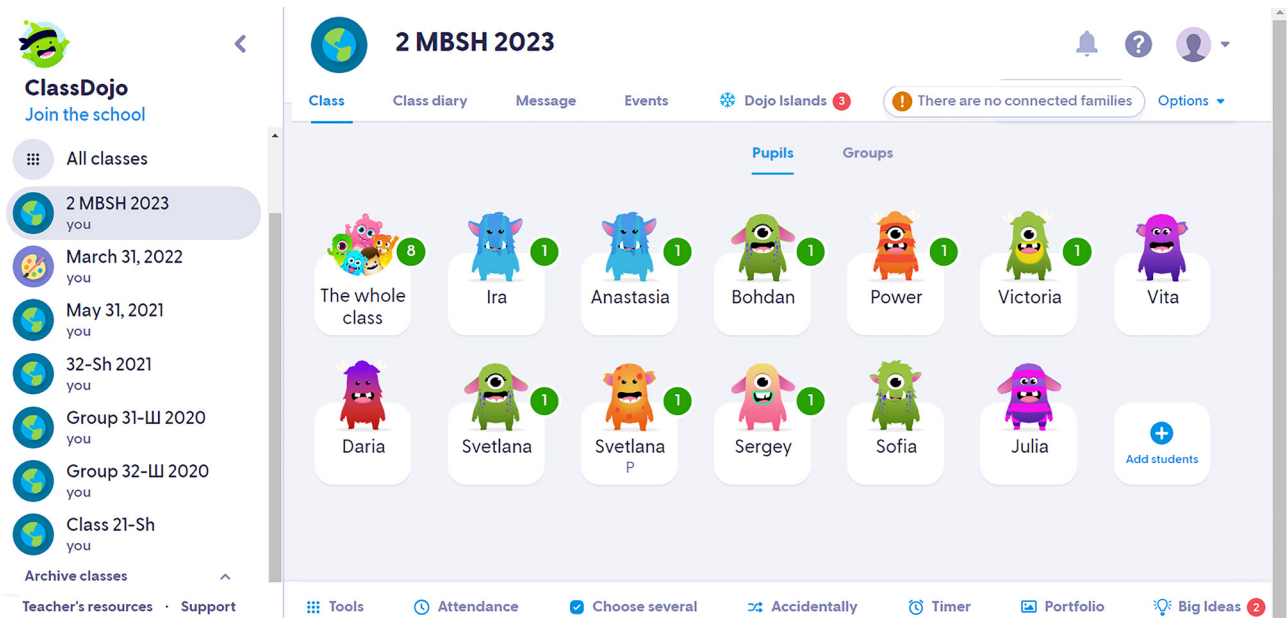 ClassDojo
Join the school
All classes
2 MBSH 2023
you
March 31, 2022
you
May 31, 2021
you
32-Sh 2021
you
Group 31-Ш 2020
you
Group 32-Ш 2020
you
Class 21-Sh
you
Archive classes
Teacher's resources · Support
2 MBSH 2023
?
Class Class diary Message Events Dojo Islands 3 ! There are no connected families Options
Pupils Groups
8 1 1 1 1 1
The whole class
Ira Anastasia Bohdan Power Victoria Vita
1 1 1
Daria Svetlana Svetlana P Sergey Sofia Julia
Add students
Tools Attendance Choose several Accidentally Timer Portfolio Big Ideas 2